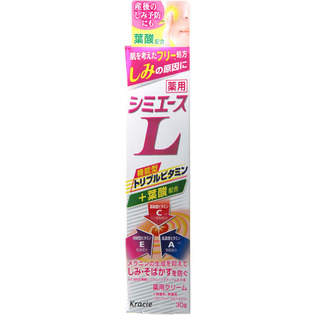 産後の
しみ予防
にも
葉酸
配合
肌を考えたフリー処方
しみの原因に
薬用
シミエース
L
機能型
トリプルビタミン
+葉酸配合
C
E
A
メラニンの生成を抑えて
しみ・そばかすを防ぐ
薬用クリーム
Kracie
30g